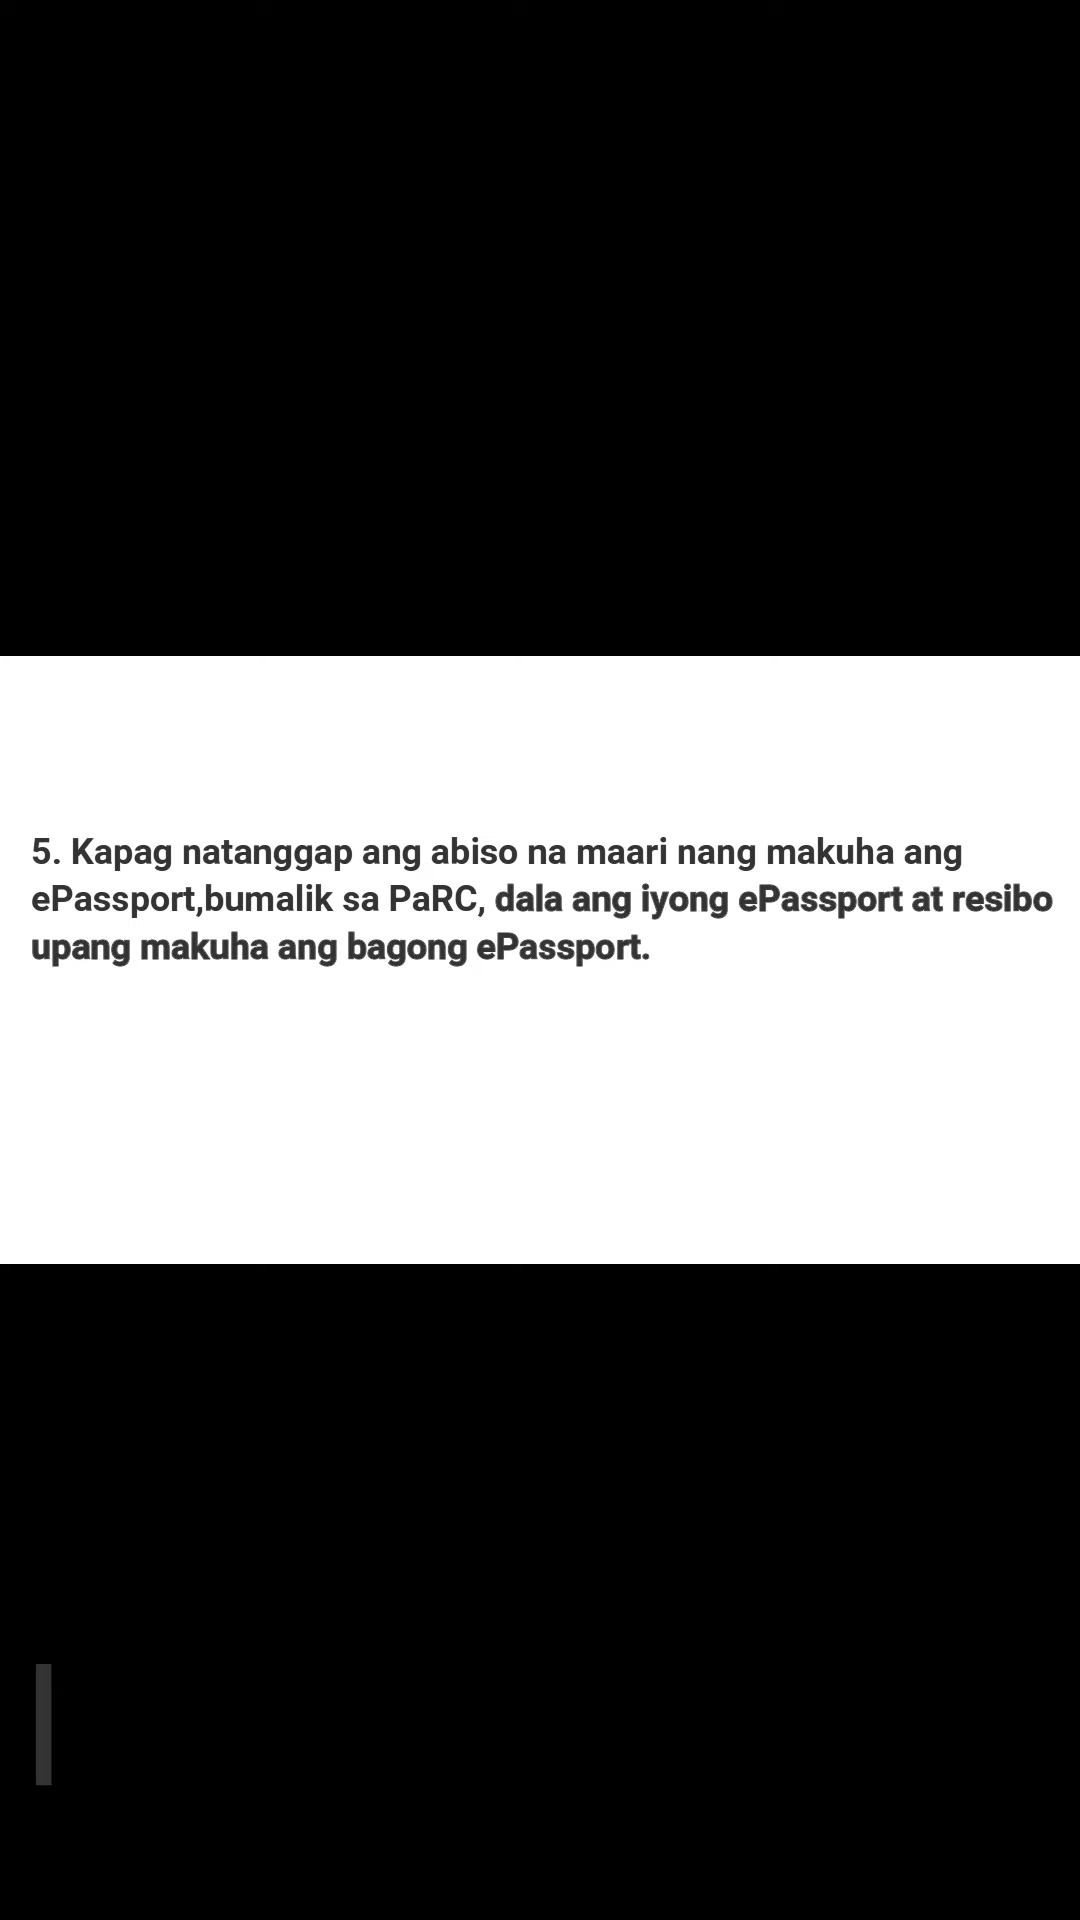 5. Kapag natanggap ang abiso na maari nang makuha ang
ePassport,bumalik sa PaRC, dala ang iyong ePassport at resibo
upang makuha ang bagong ePassport.